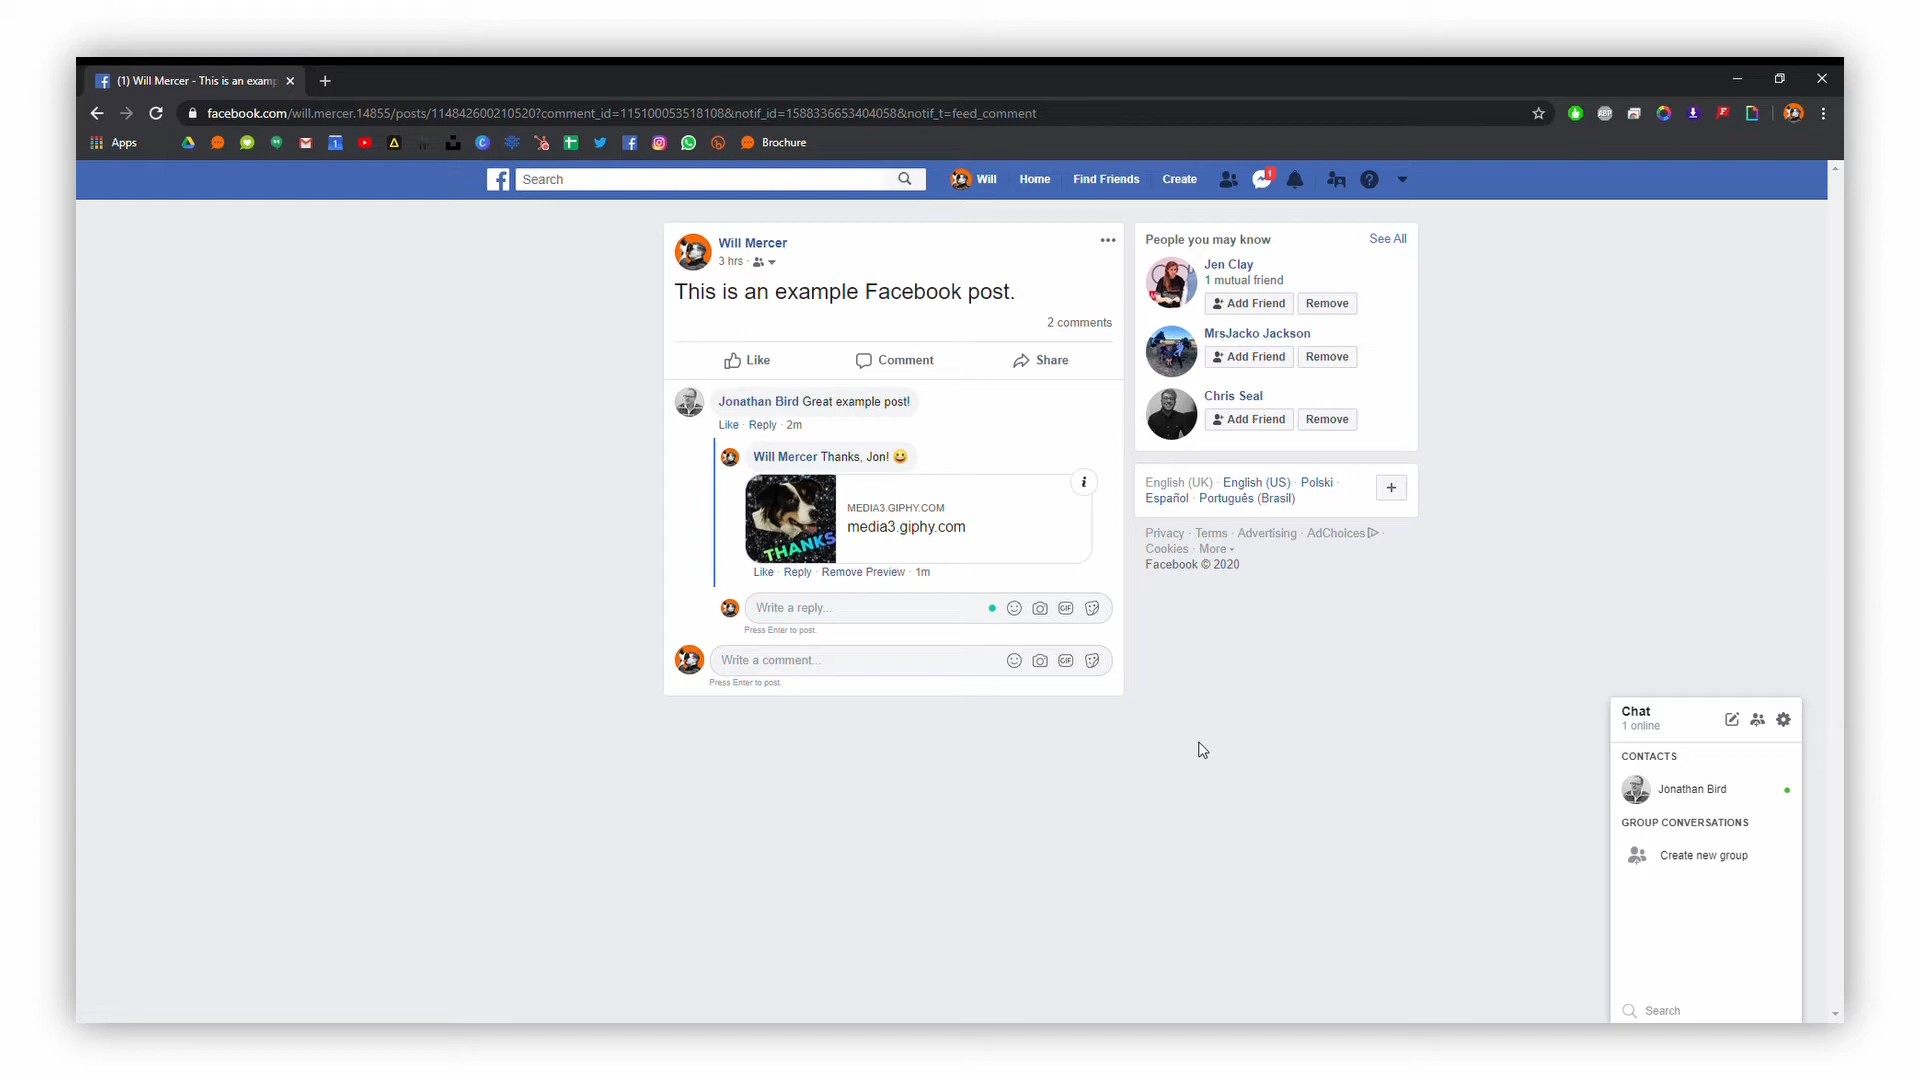 (1) Will Mercer - This is an examp
facebook.com/will.mercer.14855/posts/114842600210520?comment_id=115100053518108&notif_id=1588336653404058&notif_t=feed_comment
ABP
Apps
1
Brochure
Search
Will
Home
Find Friends
Create
1
Will Mercer
3 hrs ·
This is an example Facebook post.
2 comments
Like
Comment
Share
Jonathan Bird Great example post!
Like · Reply · 2m
Will Mercer Thanks, Jon! 😀
THANKS
MEDIA3.GIPHY.COM
media3.giphy.com
i
Like · Reply · Remove Preview · 1m
Write a reply...
GIF
Press Enter to post.
Write a comment...
GIF
Press Enter to post.
People you may know
See All
Jen Clay
1 mutual friend
Add Friend
Remove
MrsJacko Jackson
Add Friend
Remove
Chris Seal
Add Friend
Remove
English (UK) · English (US) · Polski ·
Español · Português (Brasil)
+
Privacy · Terms · Advertising · AdChoices ·
Cookies · More
Facebook © 2020
Chat
1 online
CONTACTS
Jonathan Bird
GROUP CONVERSATIONS
Create new group
Search